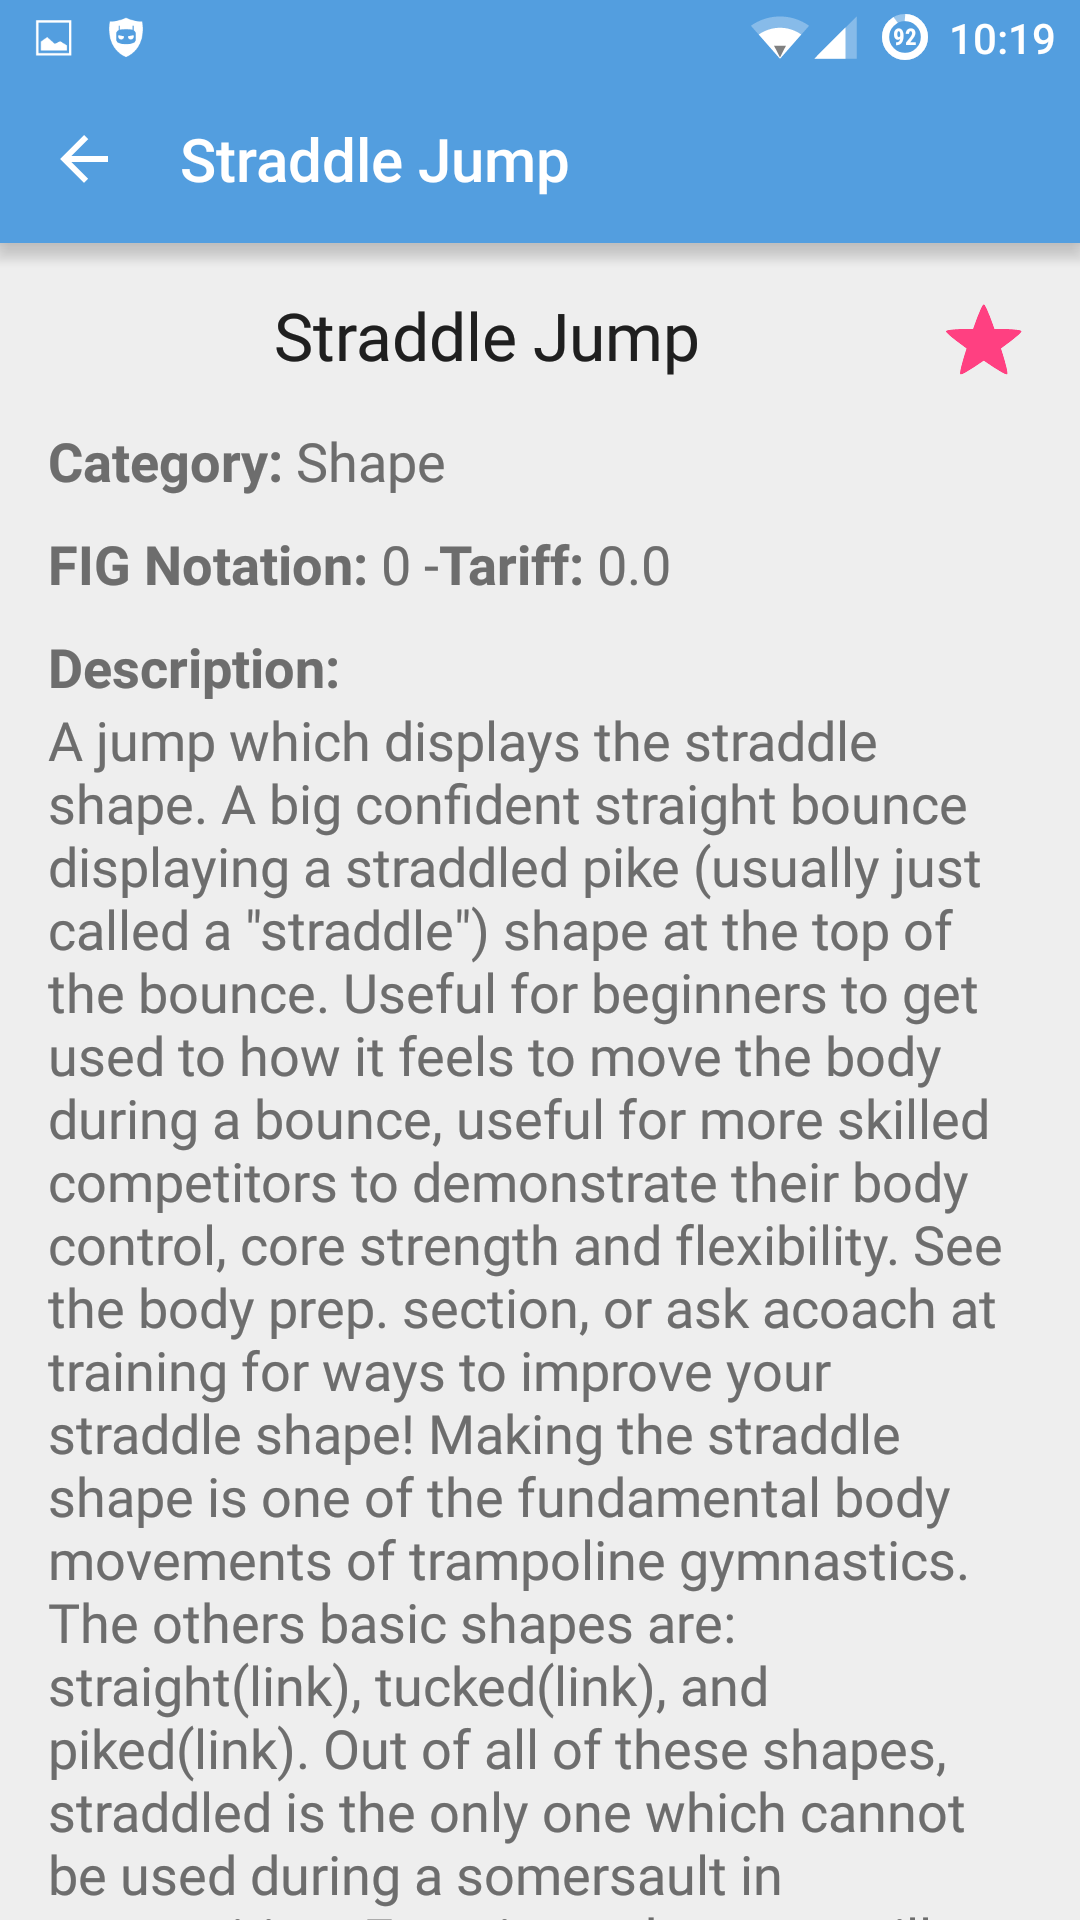 92 10:19
Straddle Jump
Straddle Jump
Category: Shape
FIG Notation: 0 -Tariff: 0.0
Description:
A jump which displays the straddle
shape. A big confident straight bounce
displaying a straddled pike (usually just
called a "straddle") shape at the top of
the bounce. Useful for beginners to get
used to how it feels to move the body
during a bounce, useful for more skilled
competitors to demonstrate their body
control, core strength and flexibility. See
the body prep. section, or ask acoach at
training for ways to improve your
straddle shape! Making the straddle
shape is one of the fundamental body
movements of trampoline gymnastics.
The others basic shapes are:
straight(link), tucked(link), and
piked(link). Out of all of these shapes,
straddled is the only one which cannot
be used during a somersault in